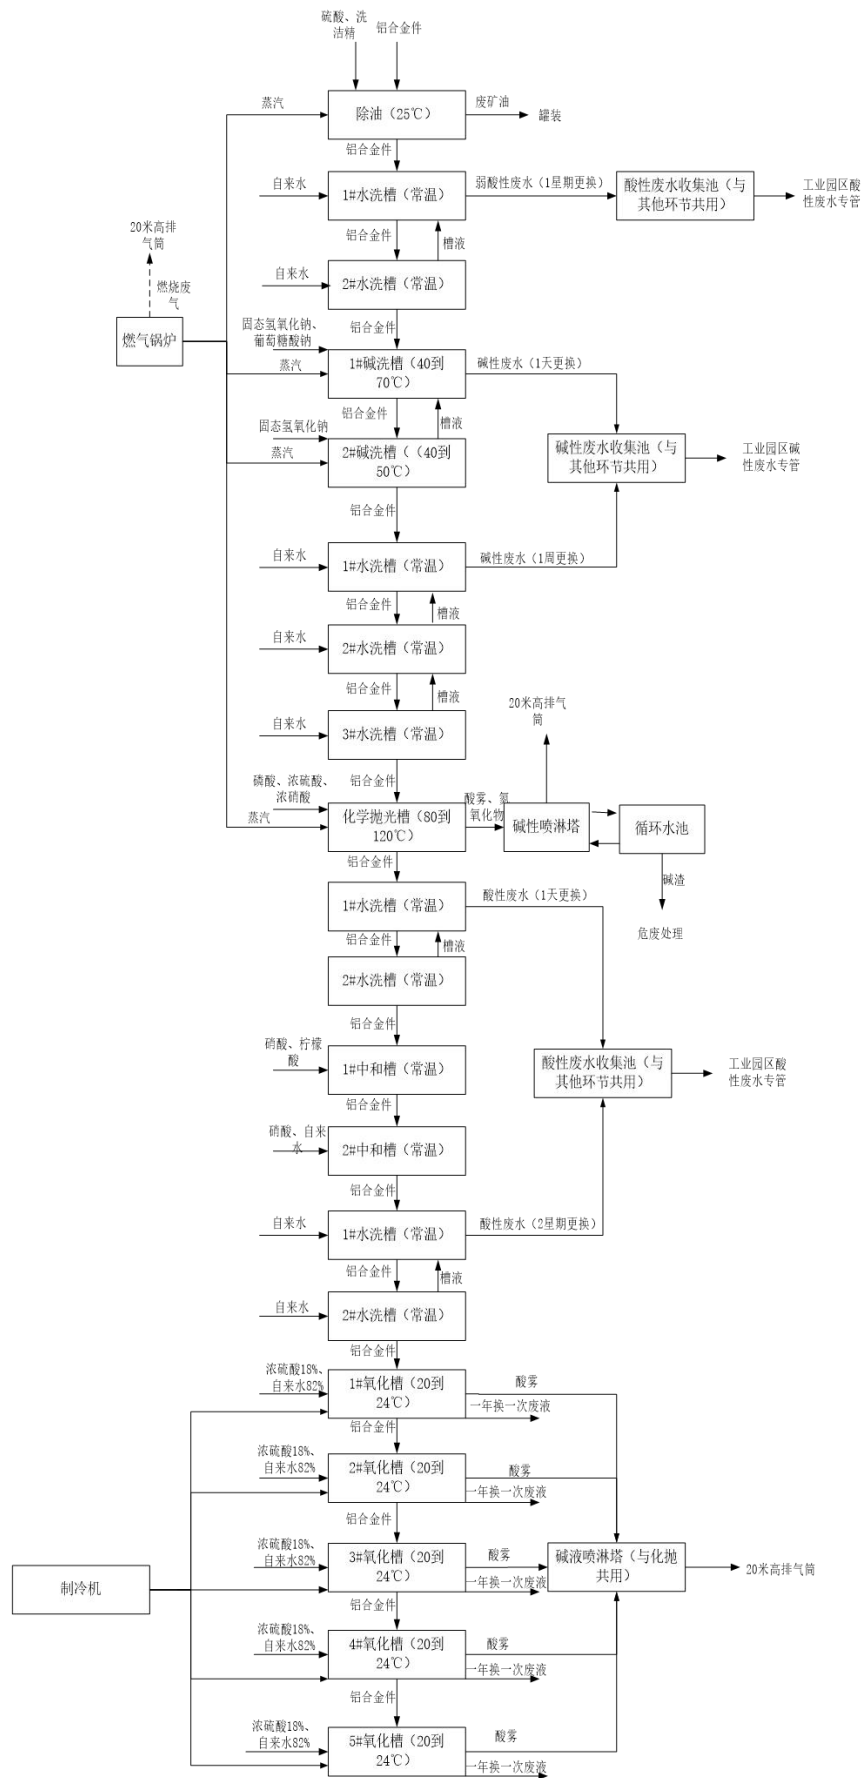 硫酸、洗
洁精
铝合金件
蒸汽
除油（25℃）
废矿油
罐装
铝合金件
自来水
1#水洗槽（常温）
弱酸性废水（1星期更换）
酸性废水收集池（与
其他环节共用）
工业园区酸
性废水专管
20米高排
气筒
铝合金件
槽液
自来水
2#水洗槽（常温）
燃烧废
气
燃气锅炉
铝合金件
固态氢氧化钠、
葡萄糖酸钠
蒸汽
1#碱洗槽（40到
70℃）
碱性废水（1天更换）
铝合金件
槽液
固态氢氧化钠
蒸汽
2#碱洗槽（（40到
50℃）
碱性废水收集池（与
其他环节共用）
工业园区碱
性废水专管
铝合金件
自来水
1#水洗槽（常温）
碱性废水（1周更换）
铝合金件
槽液
自来水
2#水洗槽（常温）
铝合金件
槽液
自来水
3#水洗槽（常温）
20米高排气
筒
铝合金件
磷酸、浓硫酸、
浓硝酸
蒸汽
化学抛光槽（80到
120℃）
酸雾、氮
氧化物
碱性喷淋塔
循环水池
铝合金件
碱渣
危废处理
1#水洗槽（常温）
酸性废水（1天更换）
铝合金件
槽液
2#水洗槽（常温）
铝合金件
硝酸、柠檬
酸
1#中和槽（常温）
酸性废水收集池（与
其他环节共用）
工业园区酸
性废水专管
铝合金件
硝酸、自来
水
2#中和槽（常温）
铝合金件
自来水
1#水洗槽（常温）
酸性废水（2星期更换）
铝合金件
槽液
自来水
2#水洗槽（常温）
铝合金件
浓硫酸18%、
自来水82%
1#氧化槽（20到
24℃）
酸雾
一年换一次废液
铝合金件
浓硫酸18%、
自来水82%
2#氧化槽（20到
24℃）
酸雾
一年换一次废液
铝合金件
浓硫酸18%、
自来水82%
3#氧化槽（20到
24℃）
酸雾
一年换一次废液
碱液喷淋塔（与化抛
共用）
20米高排气筒
制冷机
铝合金件
浓硫酸18%、
自来水82%
4#氧化槽（20到
24℃）
酸雾
一年换一次废液
铝合金件
浓硫酸18%、
自来水82%
5#氧化槽（20到
24℃）
酸雾
一年换一次废液